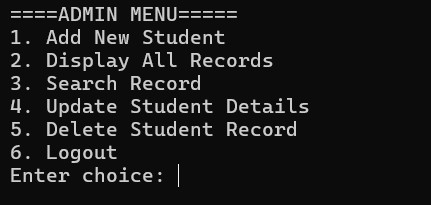 ====ADMIN MENU=====
1. Add New Student
2. Display All Records
3. Search Record
4. Update Student Details
5. Delete Student Record
6. Logout
Enter choice: